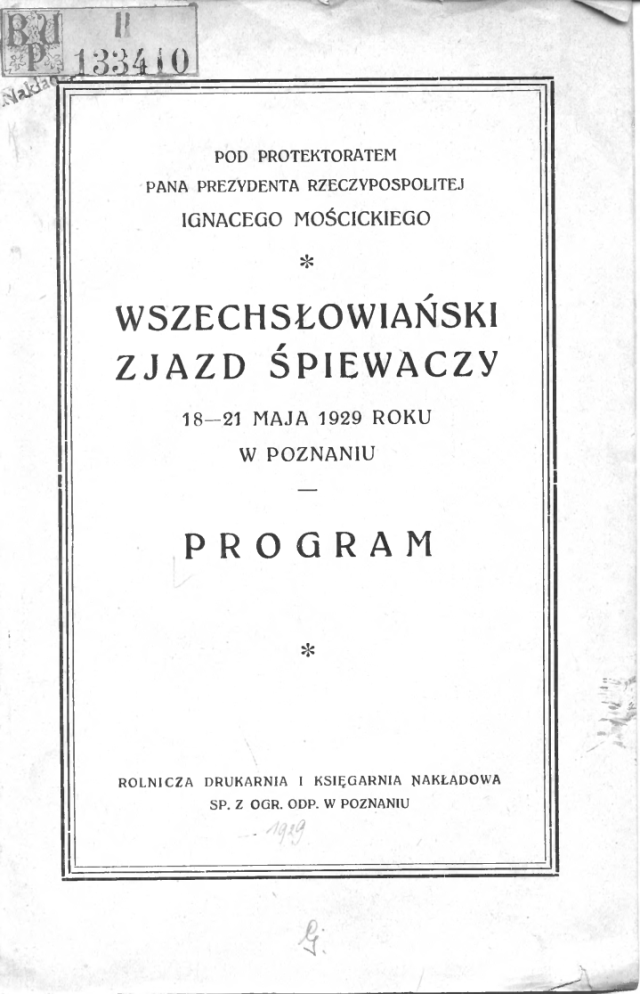 B U
P
II
133410
POD PROTEKTORATEM
PANA PREZYDENTA RZECZYPOSPOLITEJ
IGNACEGO MOŚCICKIEGO
*
WSZECHSŁOWIAŃSKI
ZJAZD ŚPIEWACZY
18—21 MAJA 1929 ROKU
W POZNANIU
—
PROGRAM
*
ROLNICZA DRUKARNIA I KSIĘGARNIA NAKŁADOWA
SP. Z OGR. ODP. W POZNANIU
1929